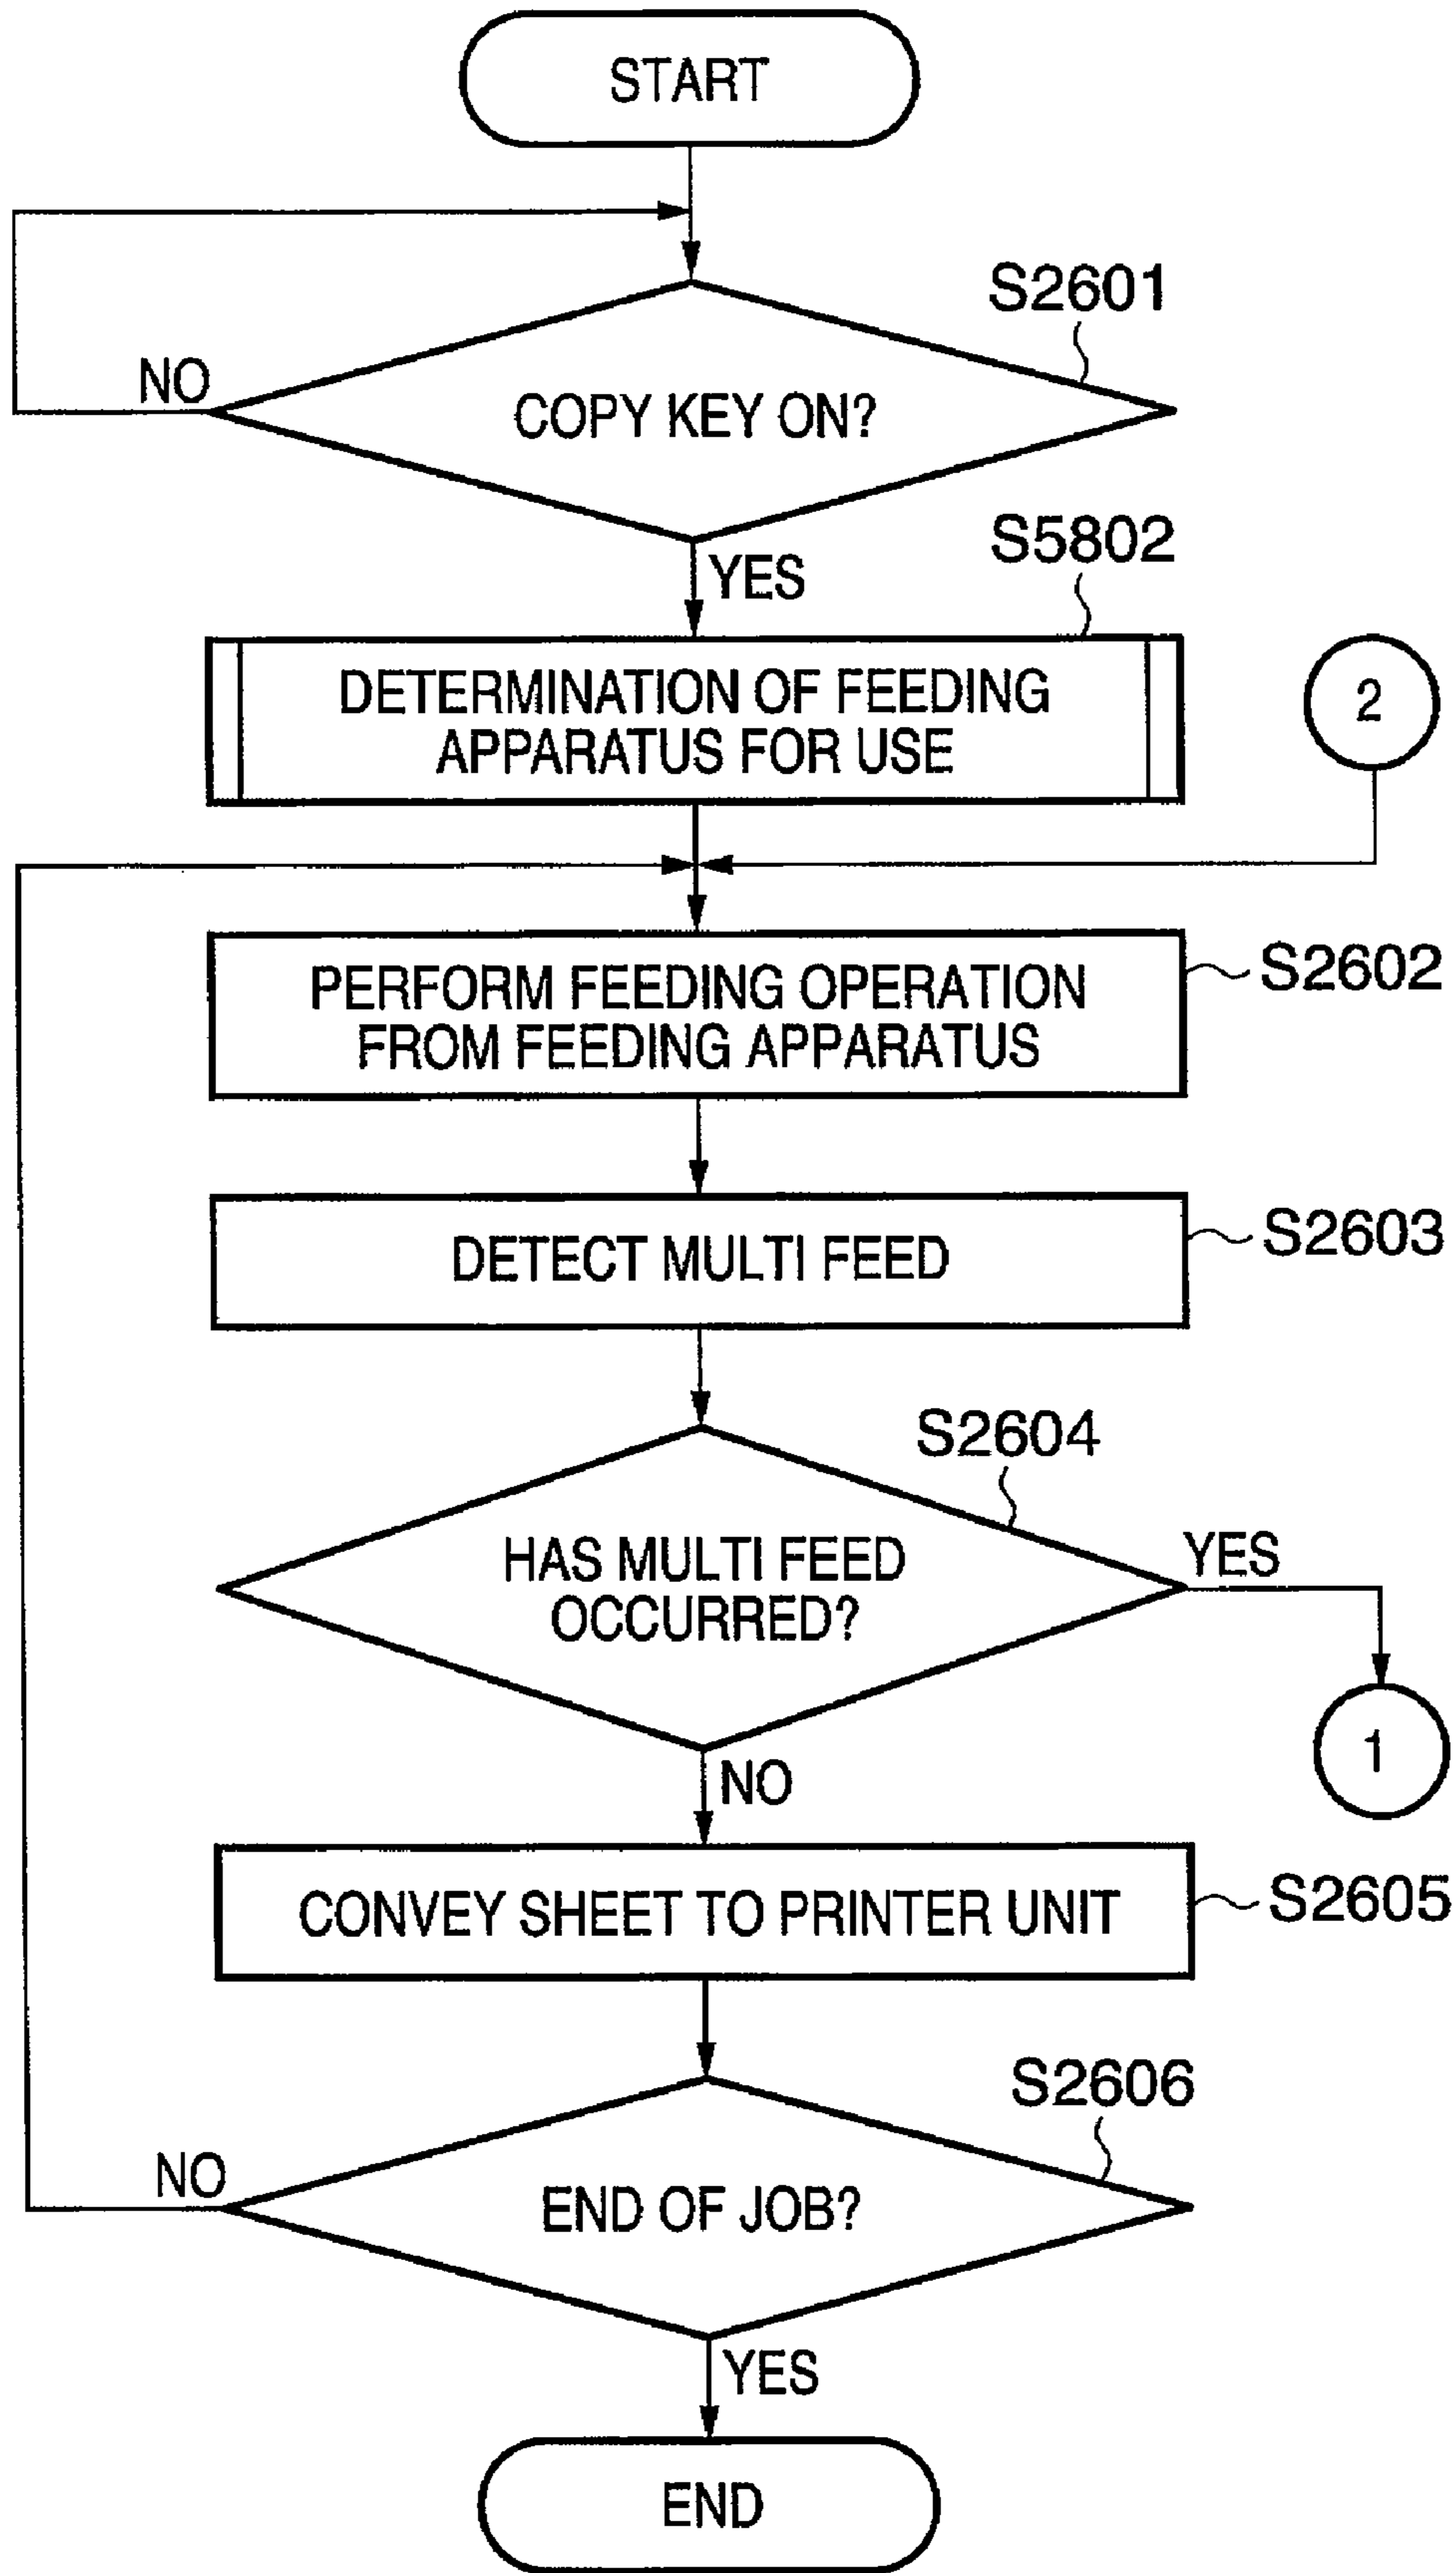 START
S2601
NO
COPY KEY ON?
YES
S5802
DETERMINATION OF FEEDING
APPARATUS FOR USE
2
PERFORM FEEDING OPERATION
FROM FEEDING APPARATUS
S2602
DETECT MULTI FEED
S2603
S2604
HAS MULTI FEED
OCCURRED?
YES
1
NO
CONVEY SHEET TO PRINTER UNIT
S2605
S2606
NO
END OF JOB?
YES
END